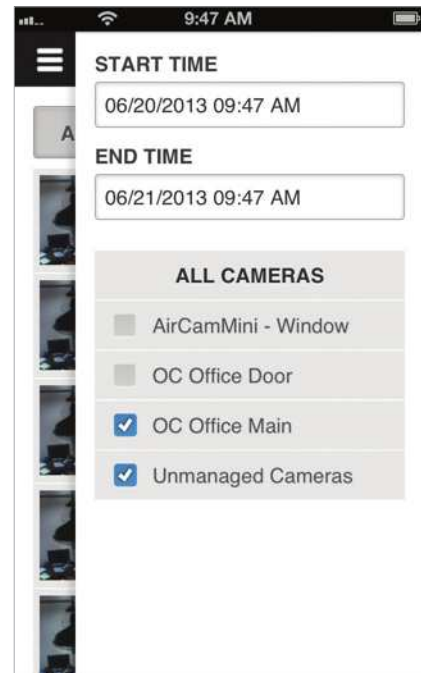 9:47 AM
START TIME
06/20/2013 09:47 AM
A
END TIME
06/21/2013 09:47 AM
ALL CAMERAS
AirCamMini - Window
OC Office Door
OC Office Main
Unmanaged Cameras